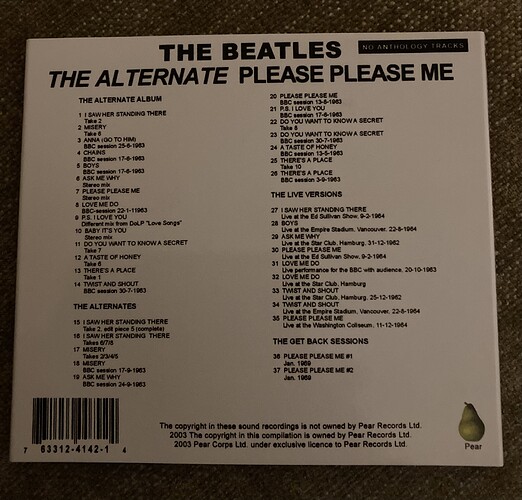 THE BEATLES
NO ANTHOLOGY TRACKS
THE ALTERNATE PLEASE PLEASE ME
THE ALTERNATE ALBUM
1 I SAW HER STANDING THERE
Take 2
2 MISERY
Take 6
3 ANNA (GO TO HIM)
BBC session 25-6-1963
4 CHAINS
BBC session 17-6-1963
5 BOYS
BBC session 17-6-1963
6 ASK ME WHY
Stereo mix
7 PLEASE PLEASE ME
Stereo mix
8 LOVE ME DO
BBC-session 22-1-11963
9 P.S. I LOVE YOU
Different mix from DoLP "Love Songs"
10 BABY IT'S YOU
Stereo mix
11 DO YOU WANT TO KNOW A SECRET
Take 7
12 A TASTE OF HONEY
Take 6
13 THERE'S A PLACE
Take 1
14 TWIST AND SHOUT
BBC session 30-7-1963
THE ALTERNATES
15 I SAW HER STANDING THERE
Take 2, edit piece 5 (complete)
16 I SAW HER STANDING THERE
Takes 6/7/8
17 MISERY
Takes 2/3/4/5
18 MISERY
BBC session 17-9-1963
19 ASK ME WHY
BBC session 24-9-1963
20 PLEASE PLEASE ME
BBC session 13-8-1963
21 P.S. I LOVE YOU
BBC session 17-6-1963
22 DO YOU WANT TO KNOW A SECRET
Take 8
23 DO YOU WANT TO KNOW A SECRET
BBC session 30-7-1963
24 A TASTE OF HONEY
BBC session 13-5-1963
25 THERE'S A PLACE
Take 10
26 THERE'S A PLACE
BBC session 3-9-1963
THE LIVE VERSIONS
27 I SAW HER STANDING THERE
Live at the Ed Sullivan Show, 9-2-1964
28 BOYS
Live at the Empire Stadium, Vancouver, 22-8-1964
29 ASK ME WHY
Live at the Star Club, Hamburg, 31-12-1962
30 PLEASE PLEASE ME
Live at the Ed Sullivan Show, 9-2-1964
31 LOVE ME DO
Live performance for the BBC with audience, 20-10-1963
32 LOVE ME DO
Live at the Star Club, Hamburg
33 TWIST AND SHOUT
Live at the Star Club, Hamburg, 25-12-1962
34 TWIST AND SHOUT
Live at the Empire Stadium, Vancouver, 22-8-1964
35 PLEASE PLEASE ME
Live at the Washington Coliseum, 11-12-1964
THE GET BACK SESSIONS
36 PLEASE PLEASE ME #1
Jan. 1969
37 PLEASE PLEASE ME #2
Jan. 1969
The copyright in these sound recordings is not owned by Pear Records Ltd.
2003 The copyright in this compilation is owned by Pear Records Ltd.
2003 Pear Corps Ltd. under exclusive licence to Pear Records Ltd.
Pear
7 63312-4142-1 4